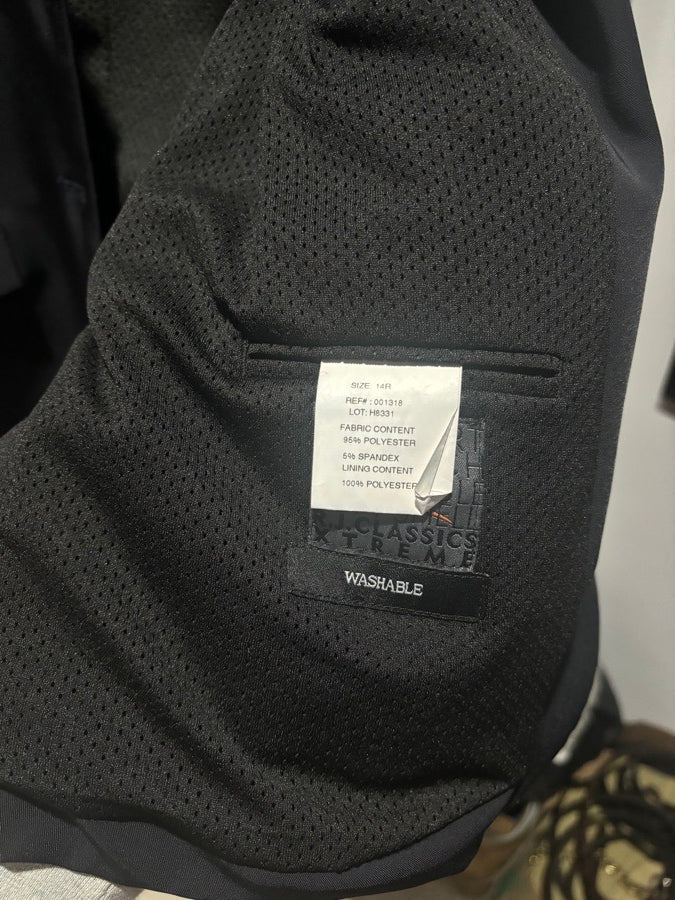 SIZE 14R
REF# : 001318
LOT: H8331
FABRIC CONTENT
95% POLYESTER
5% SPANDEX
LINING CONTENT
100% POLYESTER
CLASSICS
XTREME
WASHABLE